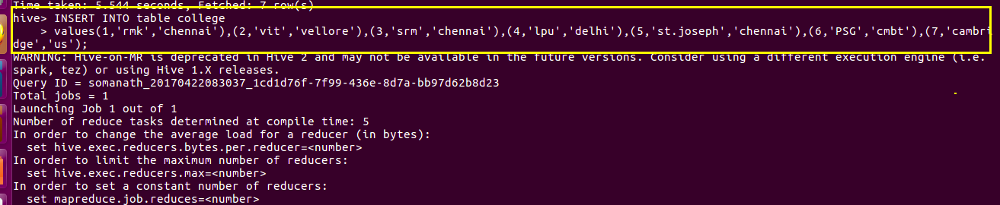 Time taken: 5.544 seconds, Fetched: 7 row(s)
hive> INSERT INTO table college
    > values(1,'rmk','chennai'),(2,'vit','vellore'),(3,'srm','chennai'),(4,'lpu','delhi'),(5,'st.joseph','chennai'),(6,'PSG','cmbt'),(7,'cambri
dge','us');
WARNING: Hive-on-MR is deprecated in Hive 2 and may not be available in the future versions. Consider using a different execution engine (i.e.
spark, tez) or using Hive 1.X releases.
Query ID = somanath_20170422083037_1cd1d76f-7f99-436e-8d7a-bb97d62b8d23
Total jobs = 1
Launching Job 1 out of 1
Number of reduce tasks determined at compile time: 5
In order to change the average load for a reducer (in bytes):
  set hive.exec.reducers.bytes.per.reducer=<number>
In order to limit the maximum number of reducers:
  set hive.exec.reducers.max=<number>
In order to set a constant number of reducers:
  set mapreduce.job.reduces=<number>